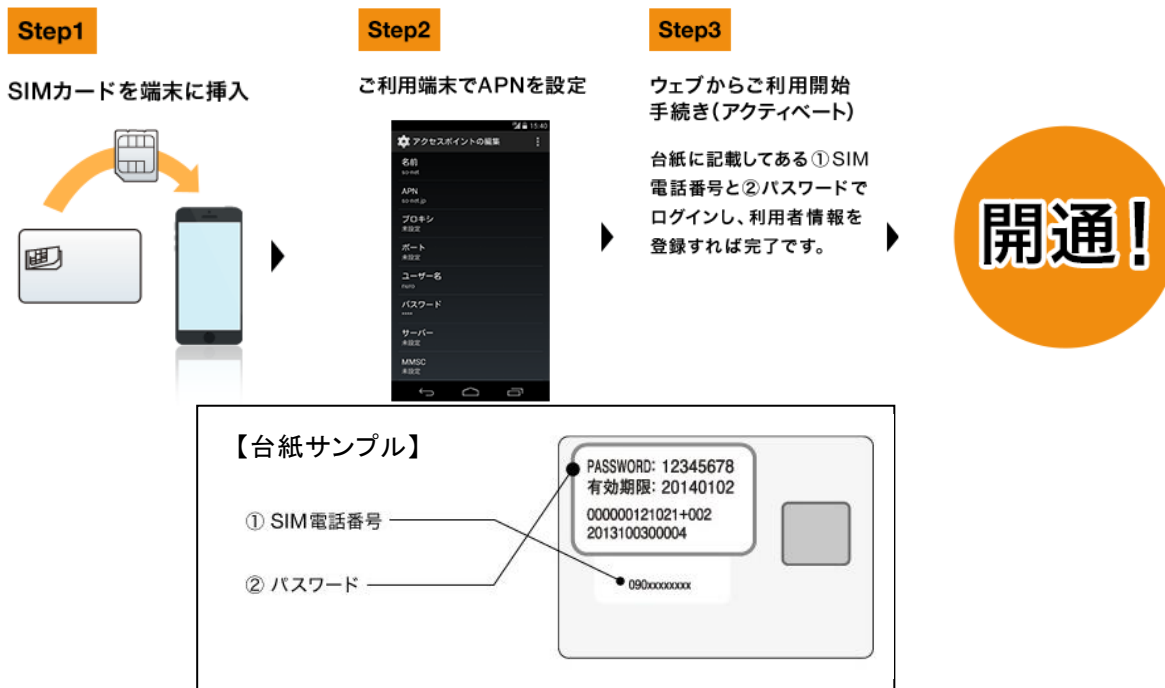 Step1
SIMカードを端末に挿入
Step2
ご利用端末でAPNを設定
15:40
アクセスポイントの編集
名前
so-net
APN
so-net.jp
プロキシ
未設定
ポート
未設定
ユーザー名
nuro
パスワード
****
サーバー
未設定
MMSC
未設定
Step3
ウェブからご利用開始
手続き(アクティベート)
台紙に記載してある①SIM
電話番号と②パスワードで
ログインし、利用者情報を
登録すれば完了です。
開通!
【台紙サンプル】
① SIM電話番号
② パスワード
PASSWORD: 12345678
有効期限: 20140102
000000121021+002
2013100300004
090xxxxxxxx